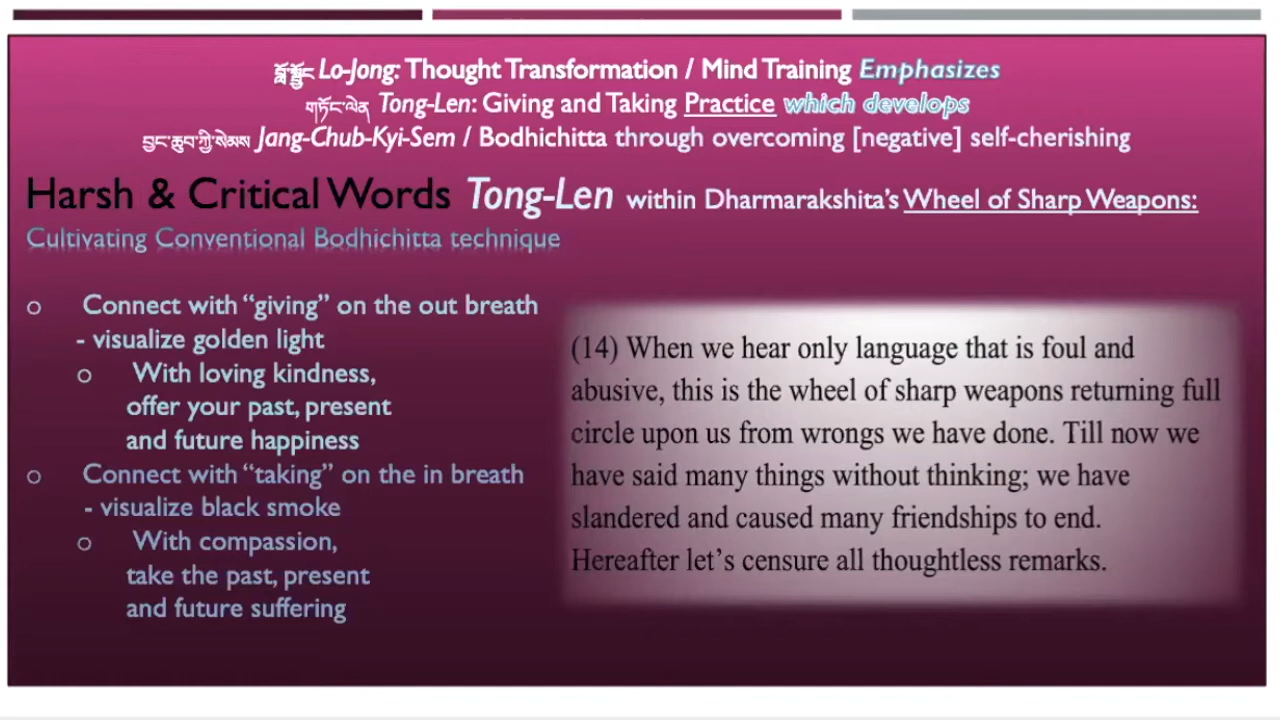 བློ་སྦྱོང Lo-Jong: Thought Transformation / Mind Training Emphasizes
གཏོང་ལེན Tong-Len: Giving and Taking Practice which develops
བྱང་ཆུབ་ཀྱི་སེམས Jang-Chub-Kyi-Sem / Bodhichitta through overcoming [negative] self-cherishing
Harsh & Critical Words Tong-Len within Dharmarakshita's Wheel of Sharp Weapons:
Cultivating Conventional Bodhichitta technique
o Connect with “giving” on the out breath
- visualize golden light
o With loving kindness,
offer your past, present
and future happiness
o Connect with “taking” on the in breath
- visualize black smoke
o With compassion,
take the past, present
and future suffering
(14) When we hear only language that is foul and
abusive, this is the wheel of sharp weapons returning full
circle upon us from wrongs we have done. Till now we
have said many things without thinking; we have
slandered and caused many friendships to end.
Hereafter let's censure all thoughtless remarks.